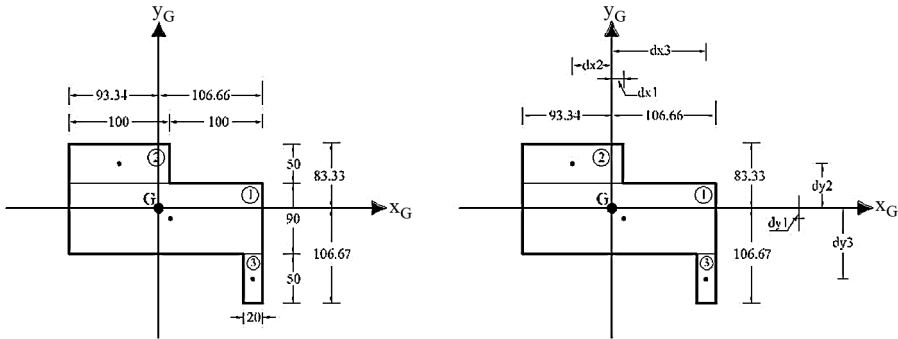 yG
93.34 106.66
100 100
② 50
83.33
G ① xG
90
106.67
③ 50
20
yG
dx3
dx2
dx1
93.34 106.66
②
83.33 dy2
G ① xG
dy1
dy3
106.67
③